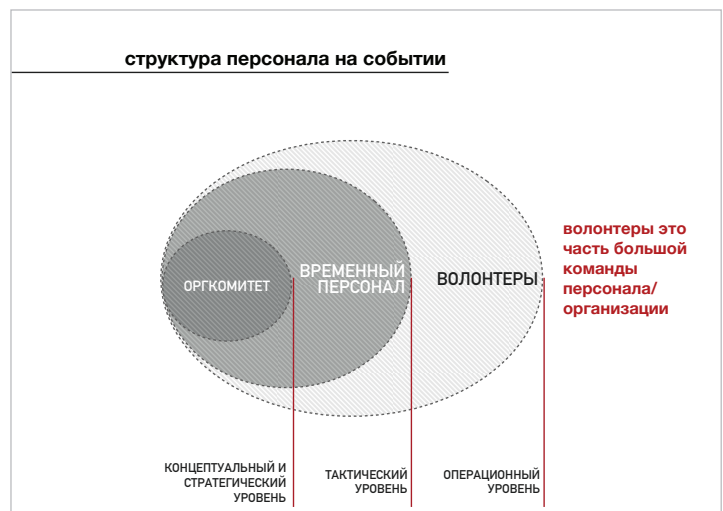 структура персонала на событии
волонтеры это
часть большой
команды
персонала/
организации
ОРГКОМИТЕТ
ВРЕМЕННЫЙ
ПЕРСОНАЛ
ВОЛОНТЕРЫ
КОНЦЕПТУАЛЬНЫЙ И
СТРАТЕГИЧЕСКИЙ
УРОВЕНЬ
ТАКТИЧЕСКИЙ
УРОВЕНЬ
ОПЕРАЦИОННЫЙ
УРОВЕНЬ